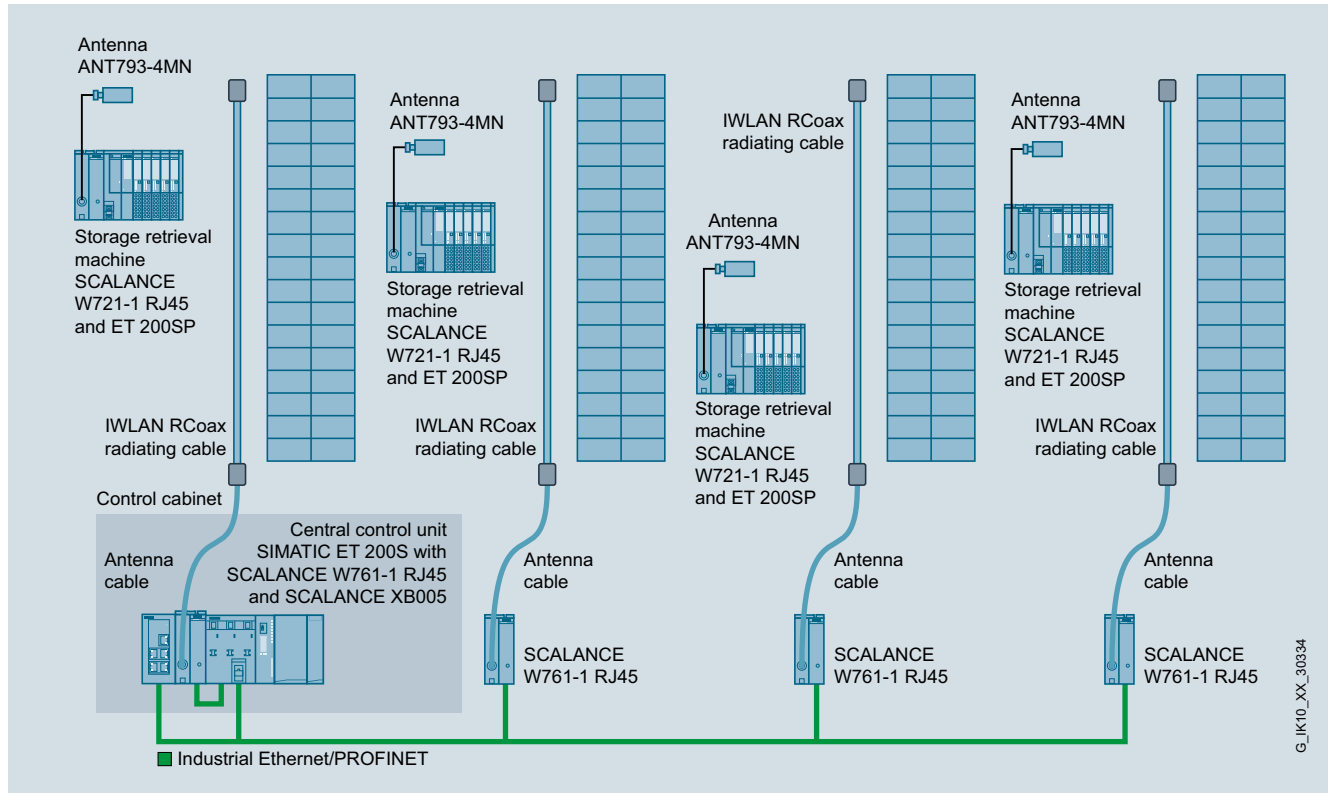 Antenna
ANT793-4MN
Storage retrieval
machine
SCALANCE
W721-1 RJ45
and ET 200SP
IWLAN RCoax
radiating cable
Antenna
ANT793-4MN
Storage retrieval
machine
SCALANCE
W721-1 RJ45
and ET 200SP
IWLAN RCoax
radiating cable
IWLAN RCoax
radiating cable
Antenna
ANT793-4MN
Storage retrieval
machine
SCALANCE
W721-1 RJ45
and ET 200SP
Antenna
ANT793-4MN
Storage retrieval
machine
SCALANCE
W721-1 RJ45
and ET 200SP
IWLAN RCoax
radiating cable
Control cabinet
Central control unit
SIMATIC ET 200S with
SCALANCE W761-1 RJ45
and SCALANCE XB005
Antenna
cable
Antenna
cable
SCALANCE
W761-1 RJ45
Antenna
cable
SCALANCE
W761-1 RJ45
Antenna
cable
SCALANCE
W761-1 RJ45
Industrial Ethernet/PROFINET
G_IK10_XX_30334